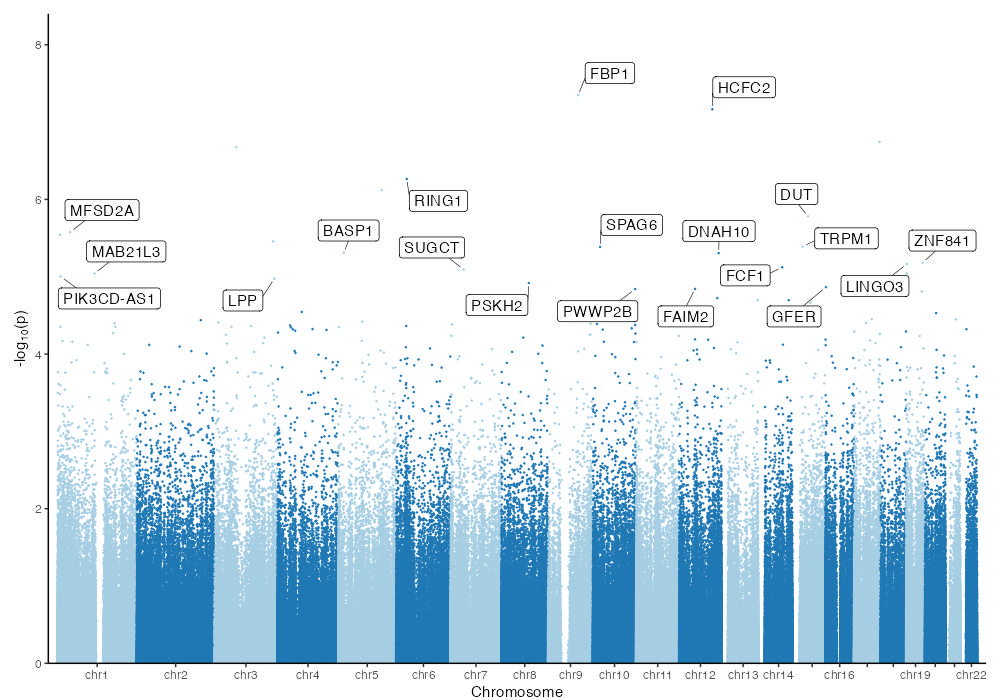 8
FBP1
HCFC2
6
RING1
DUT
MFSD2A
SPAG6
BASP1
DNAH10
TRPM1
ZNF841
MAB21L3
SUGCT
FCF1
LINGO3
PIK3CD-AS1
LPP
PSKH2
PWWP2B
FAIM2
GFER
4
-log10(p)
2
0
chr1 chr2 chr3 chr4 chr5 chr6 chr7 chr8 chr9 chr10 chr11 chr12 chr13 chr14 chr16 chr19 chr22
Chromosome